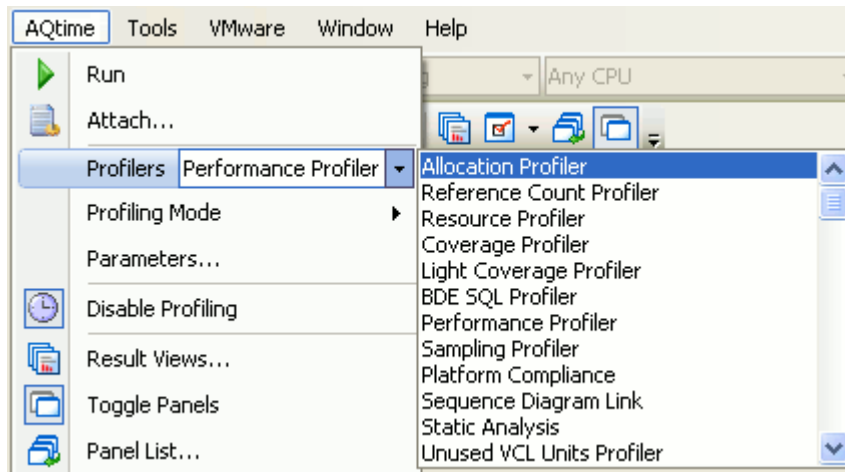 AQtime Tools VMware Window Help
Run
Any CPU
Attach...
Profilers Performance Profiler
Profiling Mode
Parameters...
Disable Profiling
Result Views...
Toggle Panels
Panel List...
Allocation Profiler
Reference Count Profiler
Resource Profiler
Coverage Profiler
Light Coverage Profiler
BDE SQL Profiler
Performance Profiler
Sampling Profiler
Platform Compliance
Sequence Diagram Link
Static Analysis
Unused VCL Units Profiler